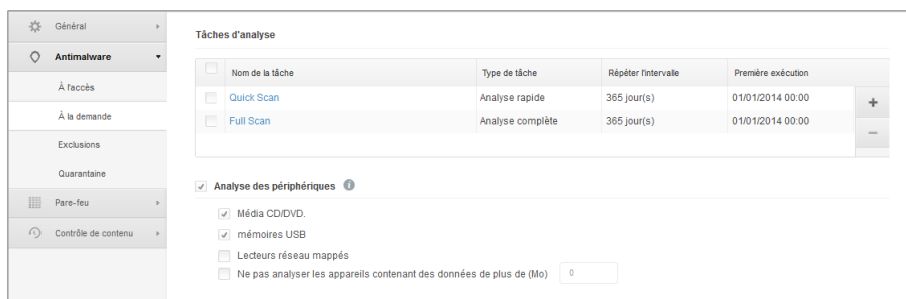 Général
Antimalware
À l'accès
À la demande
Exclusions
Quarantaine
Pare-feu
Contrôle de contenu
Tâches d'analyse
Nom de la tâche Type de tâche Répéter l'intervalle Première exécution
Quick Scan Analyse rapide 365 jour(s) 01/01/2014 00:00
Full Scan Analyse complète 365 jour(s) 01/01/2014 00:00
Analyse des périphériques
Média CD/DVD.
mémoires USB
Lecteurs réseau mappés
Ne pas analyser les appareils contenant des données de plus de (Mo) 0